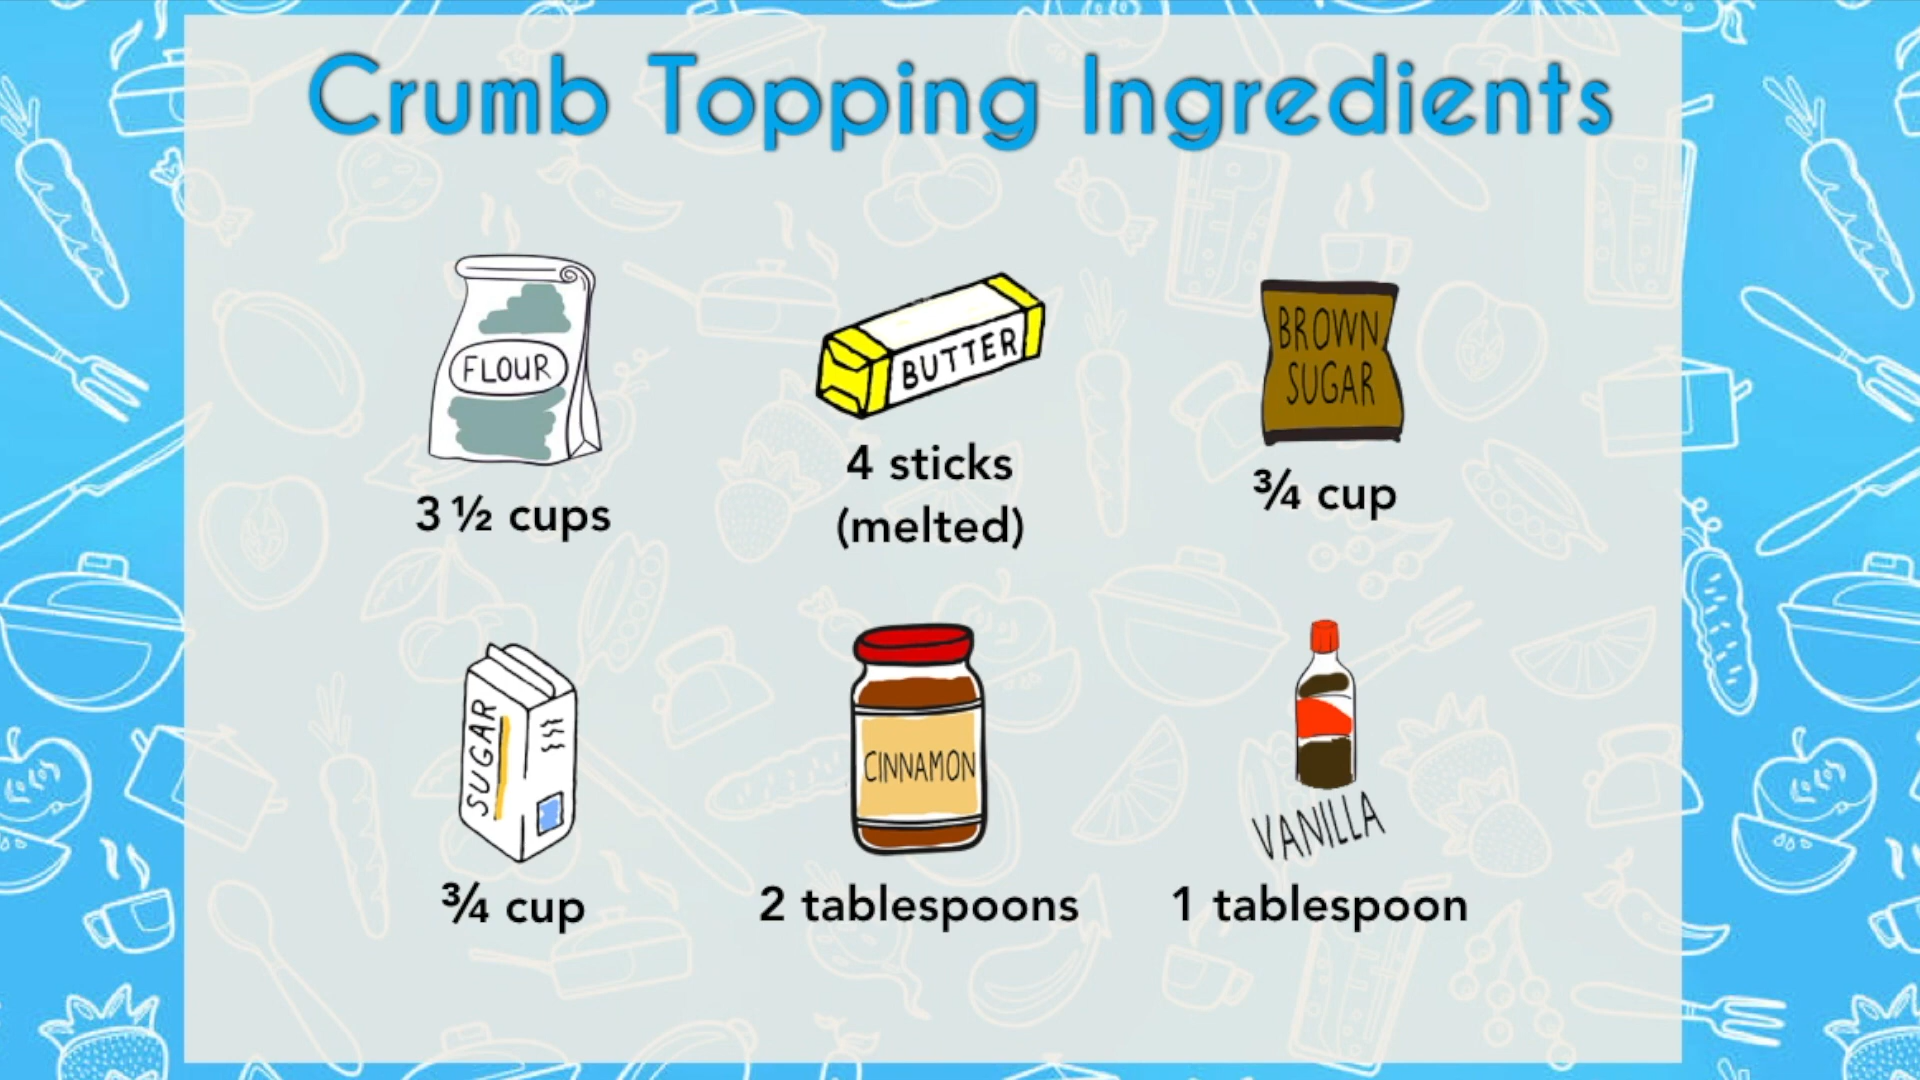 Crumb Topping Ingredients
FLOUR
3 ½ cups
BUTTER
4 sticks
(melted)
BROWN
SUGAR
¾ cup
SUGAR
¾ cup
CINNAMON
2 tablespoons
VANILLA
1 tablespoon